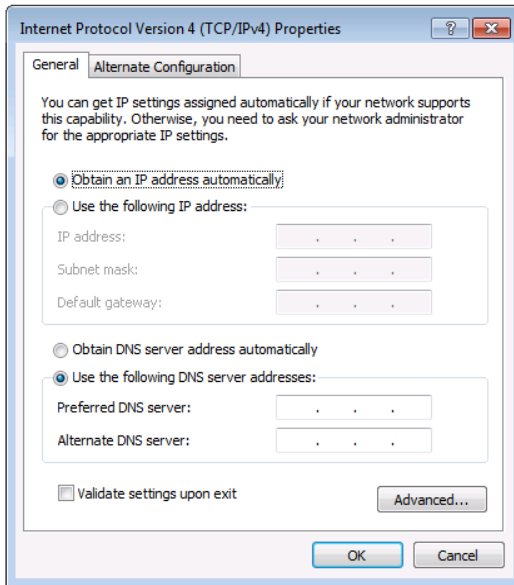 Internet Protocol Version 4 (TCP/IPv4) Properties
?
General
Alternate Configuration
You can get IP settings assigned automatically if your network supports
this capability. Otherwise, you need to ask your network administrator
for the appropriate IP settings.
Obtain an IP address automatically
Use the following IP address:
IP address: . . .
Subnet mask: . . .
Default gateway: . . .
Obtain DNS server address automatically
Use the following DNS server addresses:
Preferred DNS server: . . .
Alternate DNS server: . . .
Validate settings upon exit
Advanced...
OK
Cancel